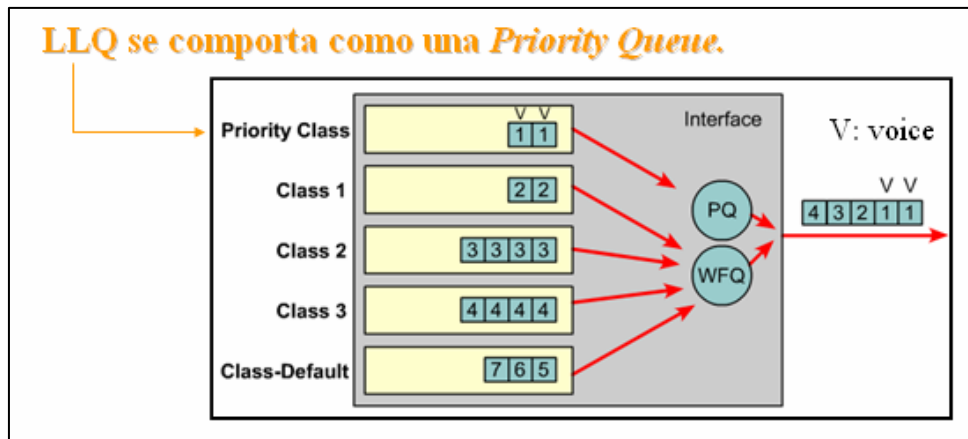 LLQ se comporta como una Priority Queue.
Priority Class
V V
1 1
Interface
V: voice
Class 1
2 2
PQ
V V
4 3 2 1 1
Class 2
3 3 3 3
WFQ
Class 3
4 4 4 4
Class-Default
7 6 5